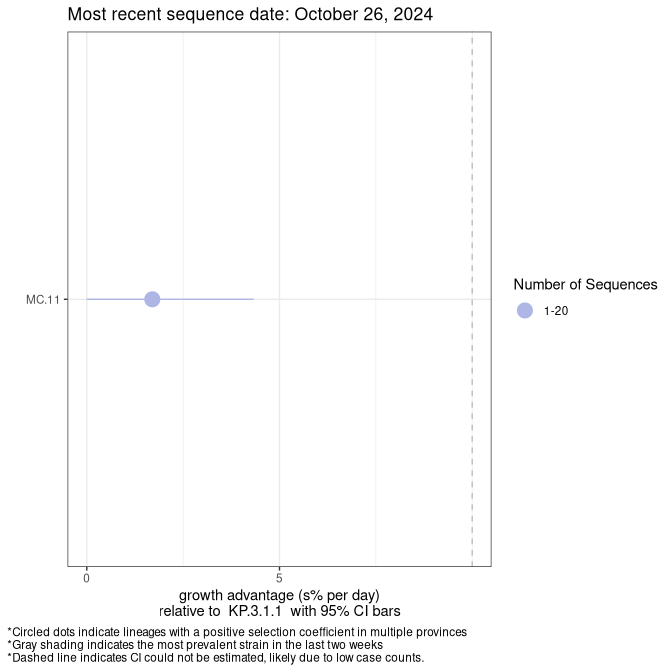 Most recent sequence date: October 26, 2024
MC.11
Number of Sequences
1-20
0 5
growth advantage (s% per day)
relative to  KP.3.1.1  with 95% CI bars
*Circled dots indicate lineages with a positive selection coefficient in multiple provinces
*Gray shading indicates the most prevalent strain in the last two weeks
*Dashed line indicates CI could not be estimated, likely due to low case counts.